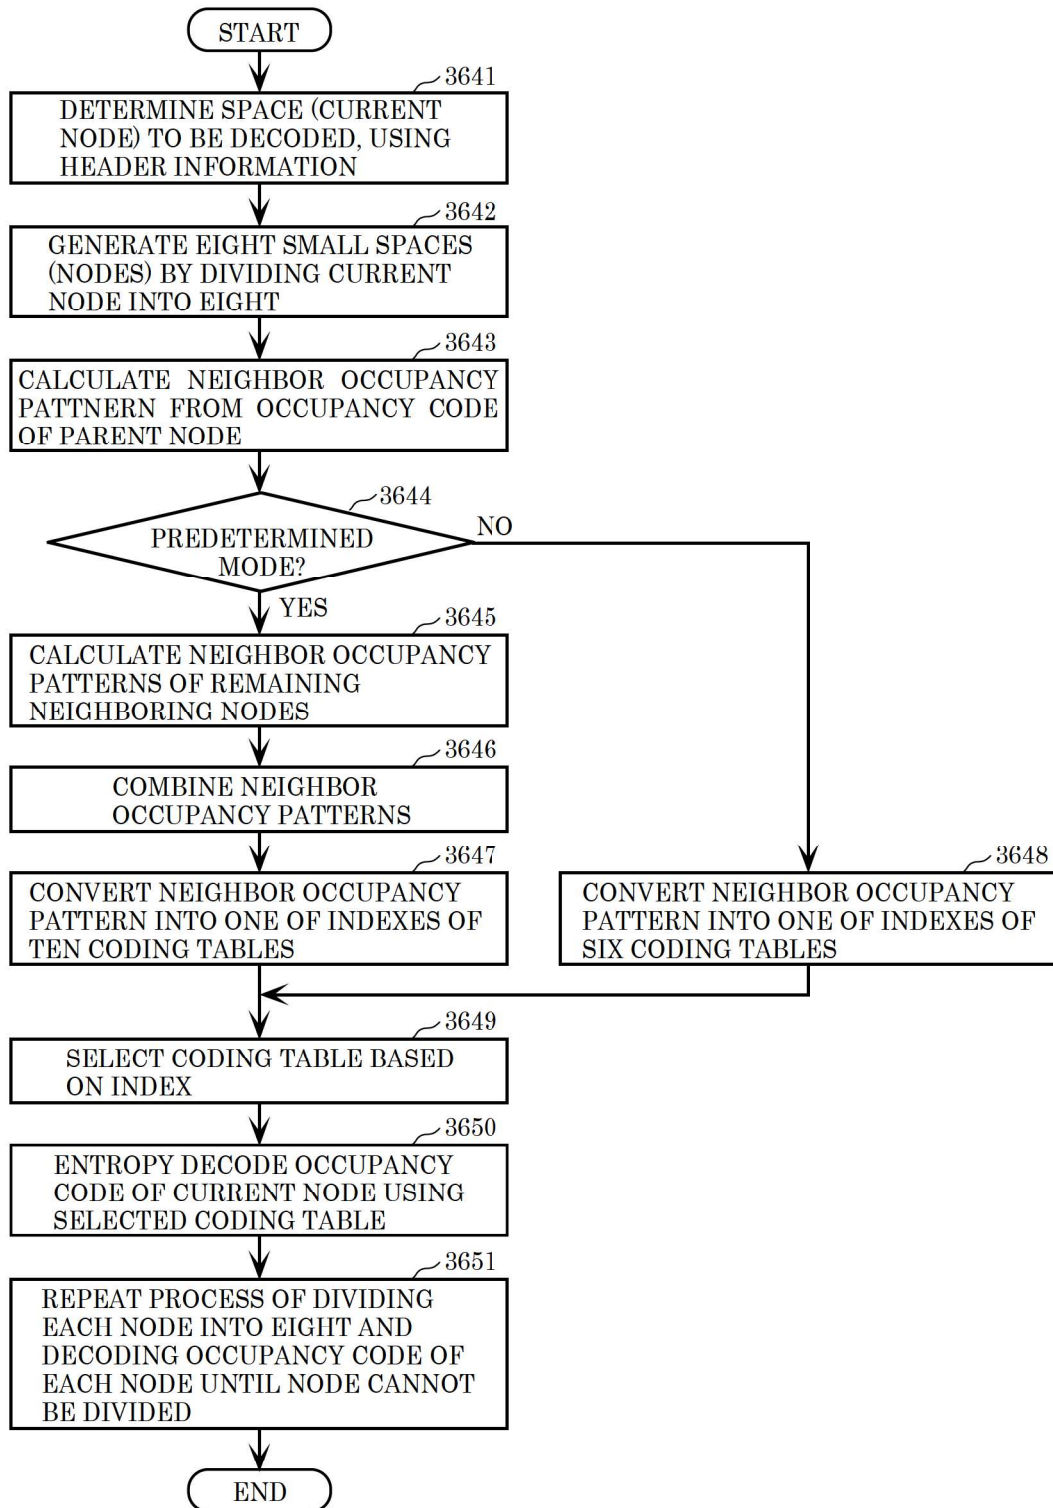 START
3641
DETERMINE SPACE (CURRENT
NODE) TO BE DECODED, USING
HEADER INFORMATION
3642
GENERATE EIGHT SMALL SPACES
(NODES) BY DIVIDING CURRENT
NODE INTO EIGHT
3643
CALCULATE NEIGHBOR OCCUPANCY
PATTNERN FROM OCCUPANCY CODE
OF PARENT NODE
3644
PREDETERMINED
MODE?
NO
YES
3645
CALCULATE NEIGHBOR OCCUPANCY
PATTERNS OF REMAINING
NEIGHBORING NODES
3646
COMBINE NEIGHBOR
OCCUPANCY PATTERNS
3647
CONVERT NEIGHBOR OCCUPANCY
PATTERN INTO ONE OF INDEXES OF
TEN CODING TABLES
3648
CONVERT NEIGHBOR OCCUPANCY
PATTERN INTO ONE OF INDEXES OF
SIX CODING TABLES
3649
SELECT CODING TABLE BASED
ON INDEX
3650
ENTROPY DECODE OCCUPANCY
CODE OF CURRENT NODE USING
SELECTED CODING TABLE
3651
REPEAT PROCESS OF DIVIDING
EACH NODE INTO EIGHT AND
DECODING OCCUPANCY CODE OF
EACH NODE UNTIL NODE CANNOT
BE DIVIDED
END